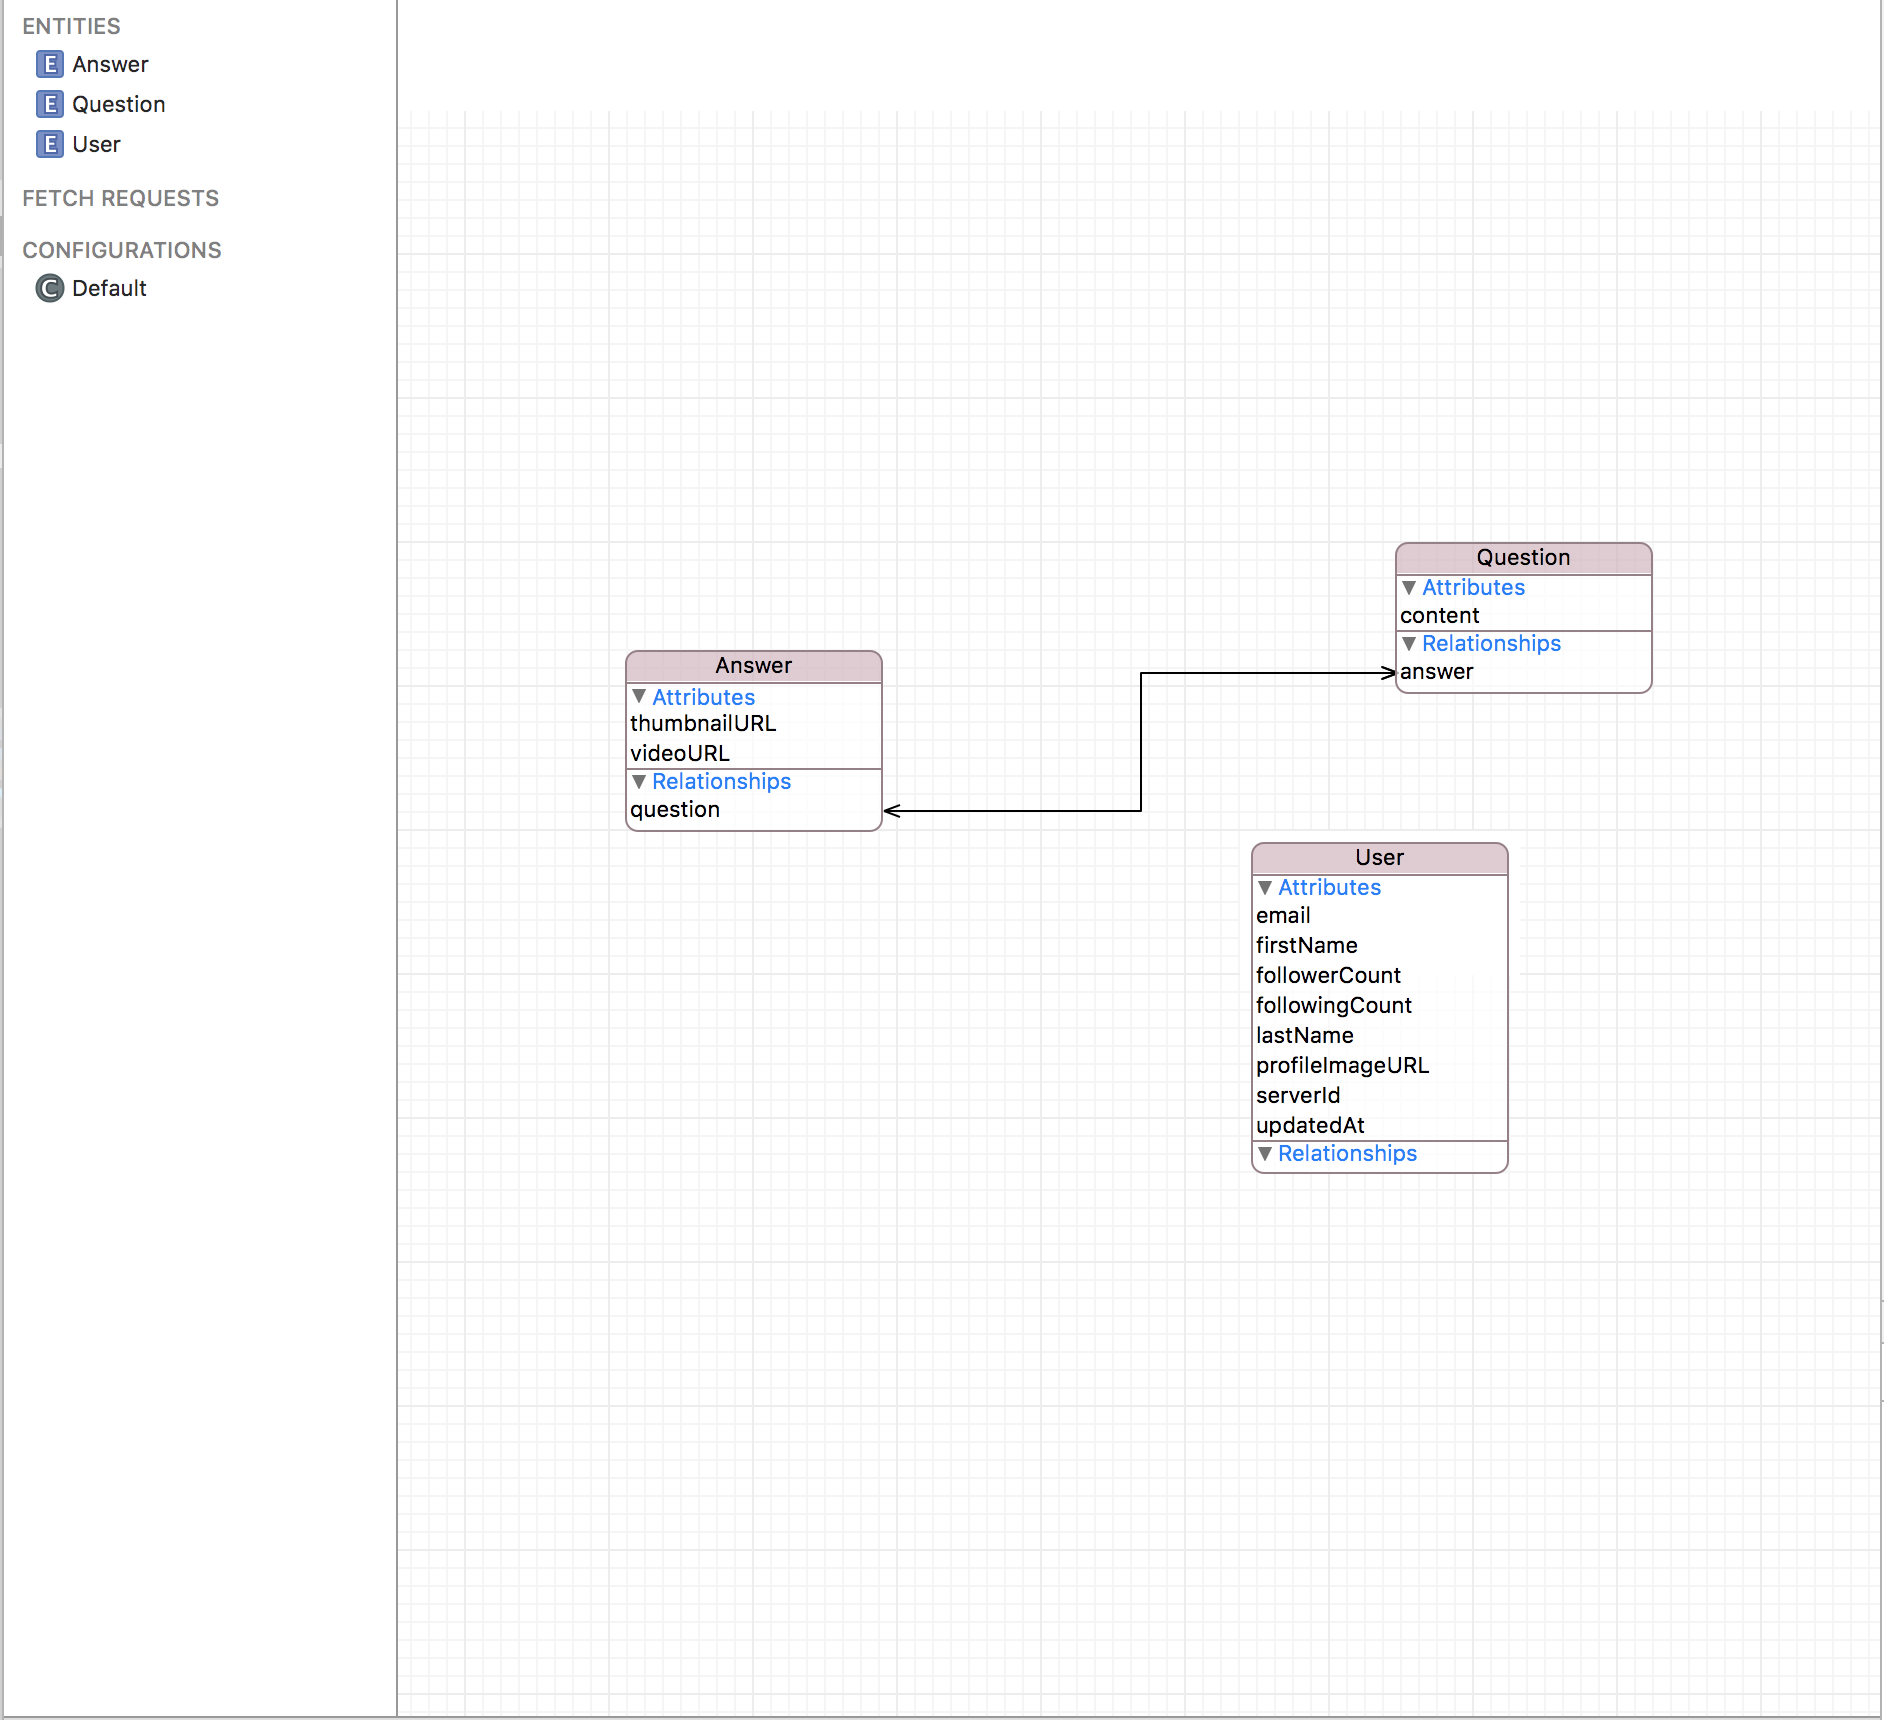 ENTITIES
E Answer
E Question
E User
FETCH REQUESTS
CONFIGURATIONS
C Default
Question
Attributes
content
Relationships
answer
Answer
Attributes
thumbnailURL
videoURL
Relationships
question
User
Attributes
email
firstName
followerCount
followingCount
lastName
profileImageURL
serverId
updatedAt
Relationships